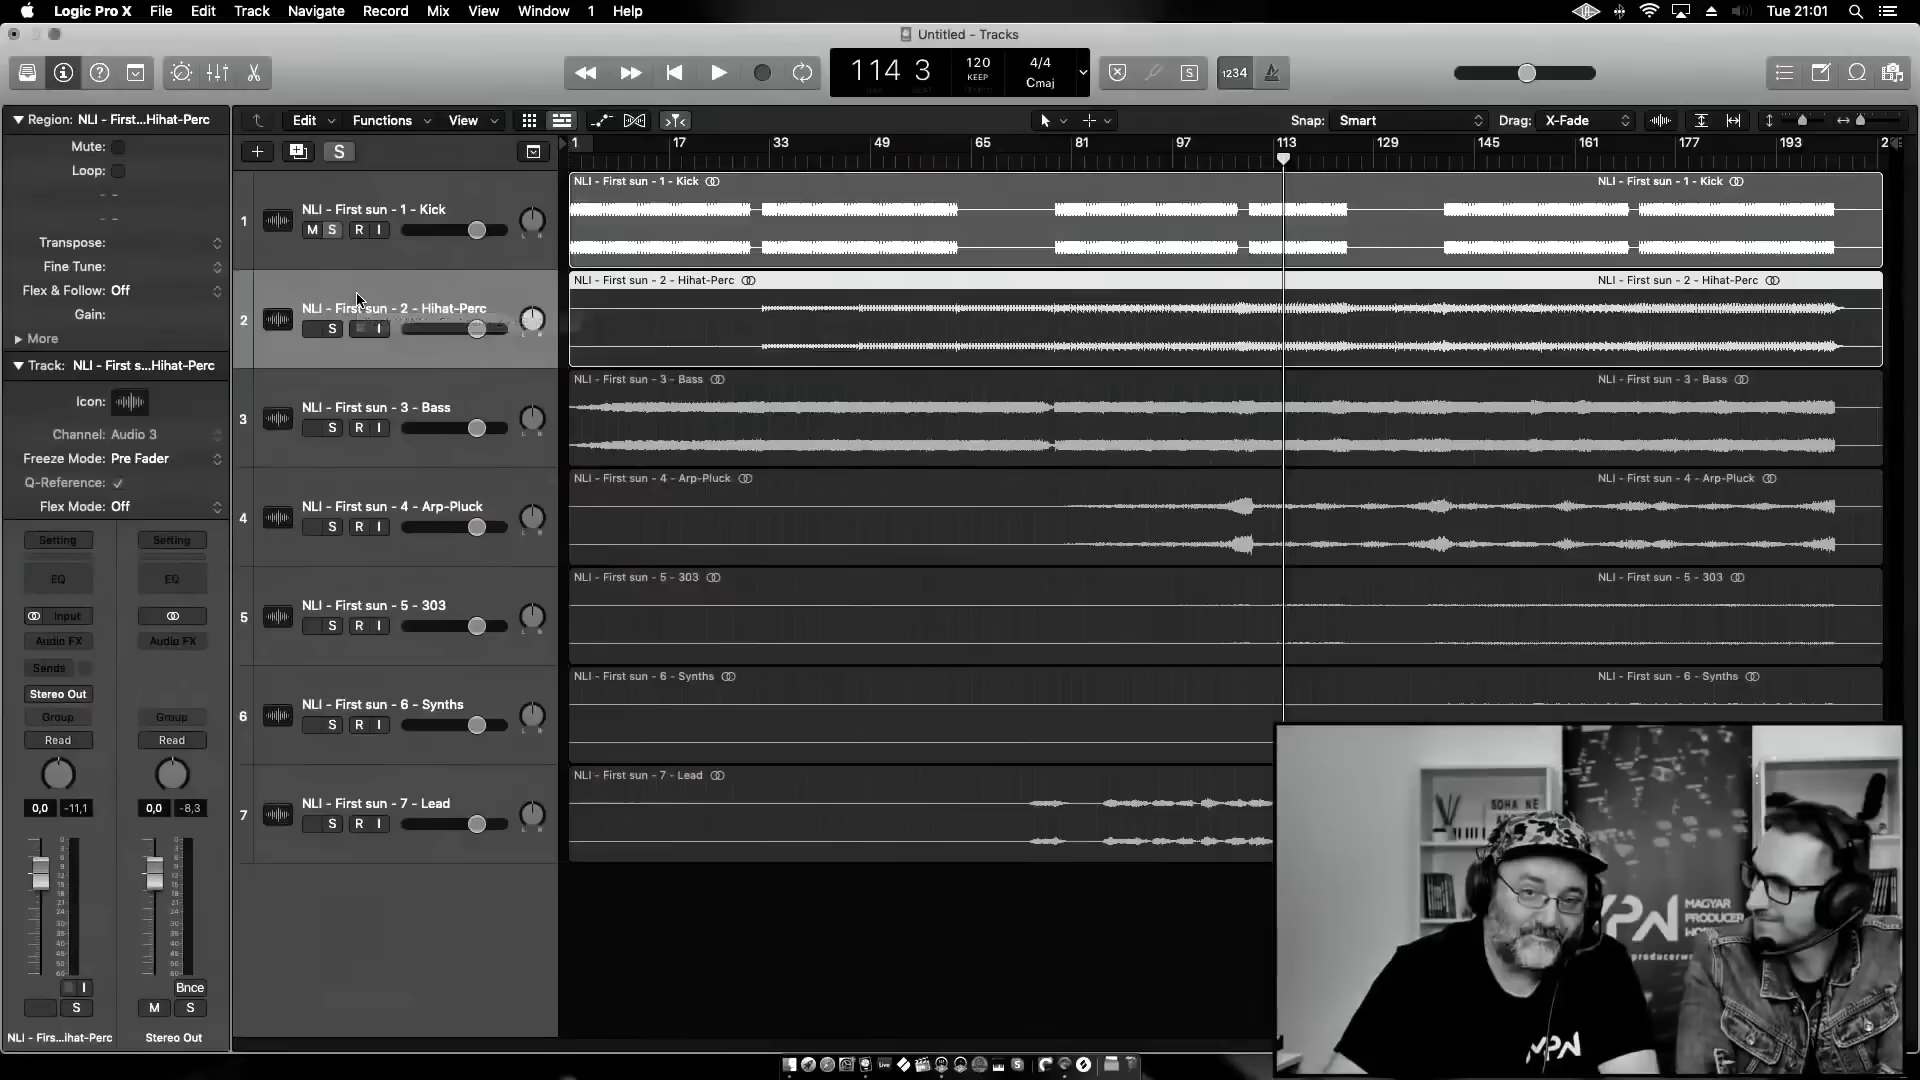 Logic Pro X File Edit Track Navigate Record Mix View Window 1 Help
Tue 21:01
Untitled - Tracks
114 3
120
KEEP
4/4
Cmaj
S
1234
Region: NLI - First...Hihat-Perc
Mute:
Loop:
Transpose:
Fine Tune:
Flex & Follow: Off
Gain:
More
Track: NLI - First s...Hihat-Perc
Icon:
Channel: Audio 3
Freeze Mode: Pre Fader
Q-Reference:
Flex Mode: Off
Setting Setting
EQ EQ
Input
Audio FX Audio FX
Sends
Stereo Out
Group Group
Read Read
0,0 -11,1 0,0 -8,3
I Bnce
S M S
NLI - Firs...ihat-Perc Stereo Out
Edit Functions View
Snap: Smart Drag: X-Fade
S
1 17 33 49 65 81 97 113 129 145 161 177 193 2
1 NLI - First sun - 1 - Kick
M S R I
2 NLI - First sun - 2 - Hihat-Perc
S I
3 NLI - First sun - 3 - Bass
S R I
4 NLI - First sun - 4 - Arp-Pluck
S R I
5 NLI - First sun - 5 - 303
S R I
6 NLI - First sun - 6 - Synths
S R I
7 NLI - First sun - 7 - Lead
S R I
NLI - First sun - 1 - Kick NLI - First sun - 1 - Kick
NLI - First sun - 2 - Hihat-Perc NLI - First sun - 2 - Hihat-Perc
NLI - First sun - 3 - Bass NLI - First sun - 3 - Bass
NLI - First sun - 4 - Arp-Pluck NLI - First sun - 4 - Arp-Pluck
NLI - First sun - 5 - 303 NLI - First sun - 5 - 303
NLI - First sun - 6 - Synths NLI - First sun - 6 - Synths
NLI - First sun - 7 - Lead
SOHA NE
MAGYAR
PRODUCER
MPW